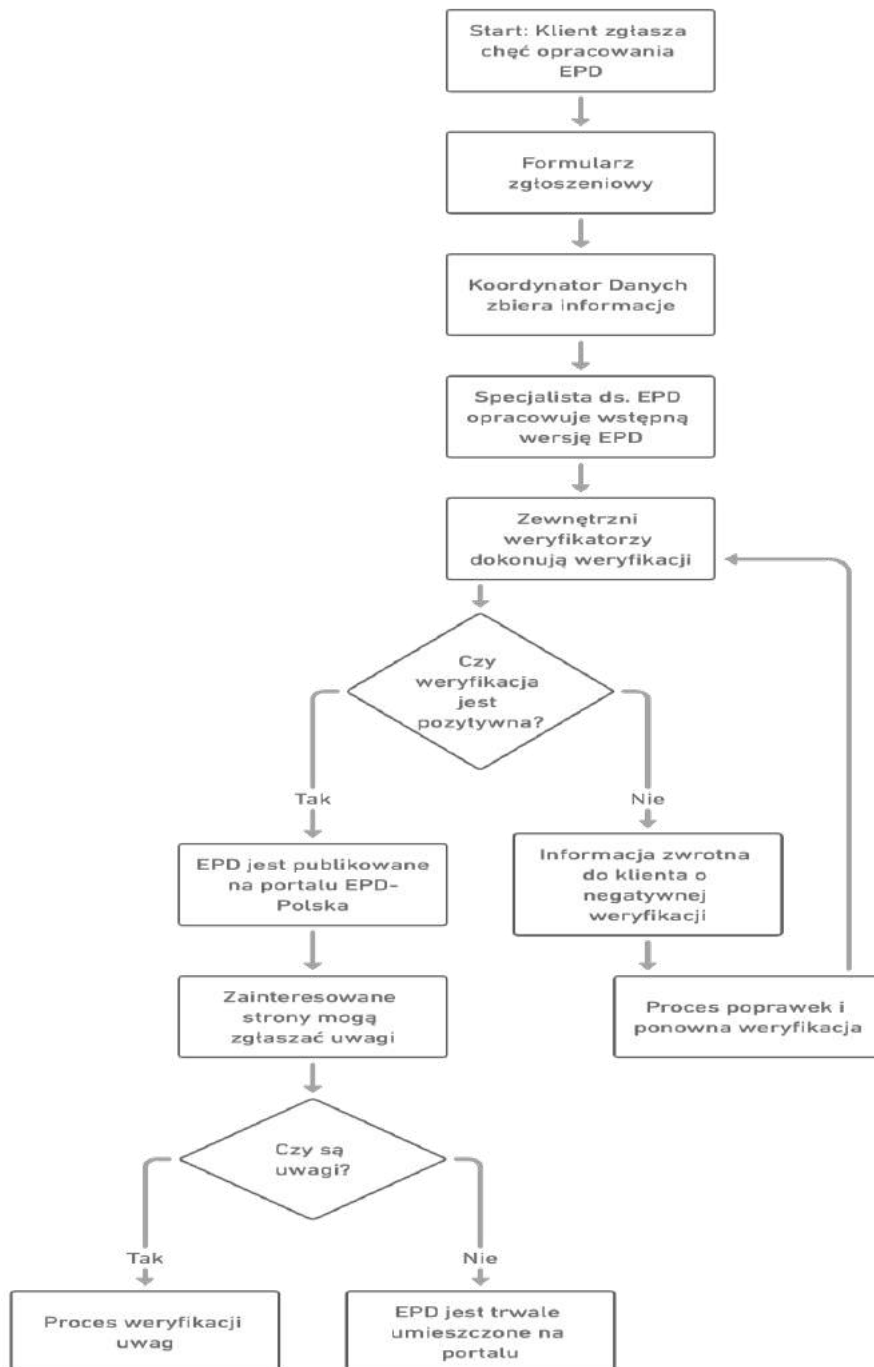 Start: Klient zgłasza
chęć opracowania
EPD
Formularz
zgłoszeniowy
Koordynator Danych
zbiera informacje
Specjalista ds. EPD
opracowuje wstępną
wersję EPD
Zewnętrzni
weryfikatorzy
dokonują weryfikacji
Czy
weryfikacja
jest
pozytywna?
Tak
Nie
EPD jest publikowane
na portalu EPD-
Polska
Informacja zwrotna
do klienta o
negatywnej
weryfikacji
Zainteresowane
strony mogą
zgłaszać uwagi
Proces poprawek i
ponowna weryfikacja
Czy są
uwagi?
Tak
Nie
Proces weryfikacji
uwag
EPD jest trwale
umieszczone na
portalu